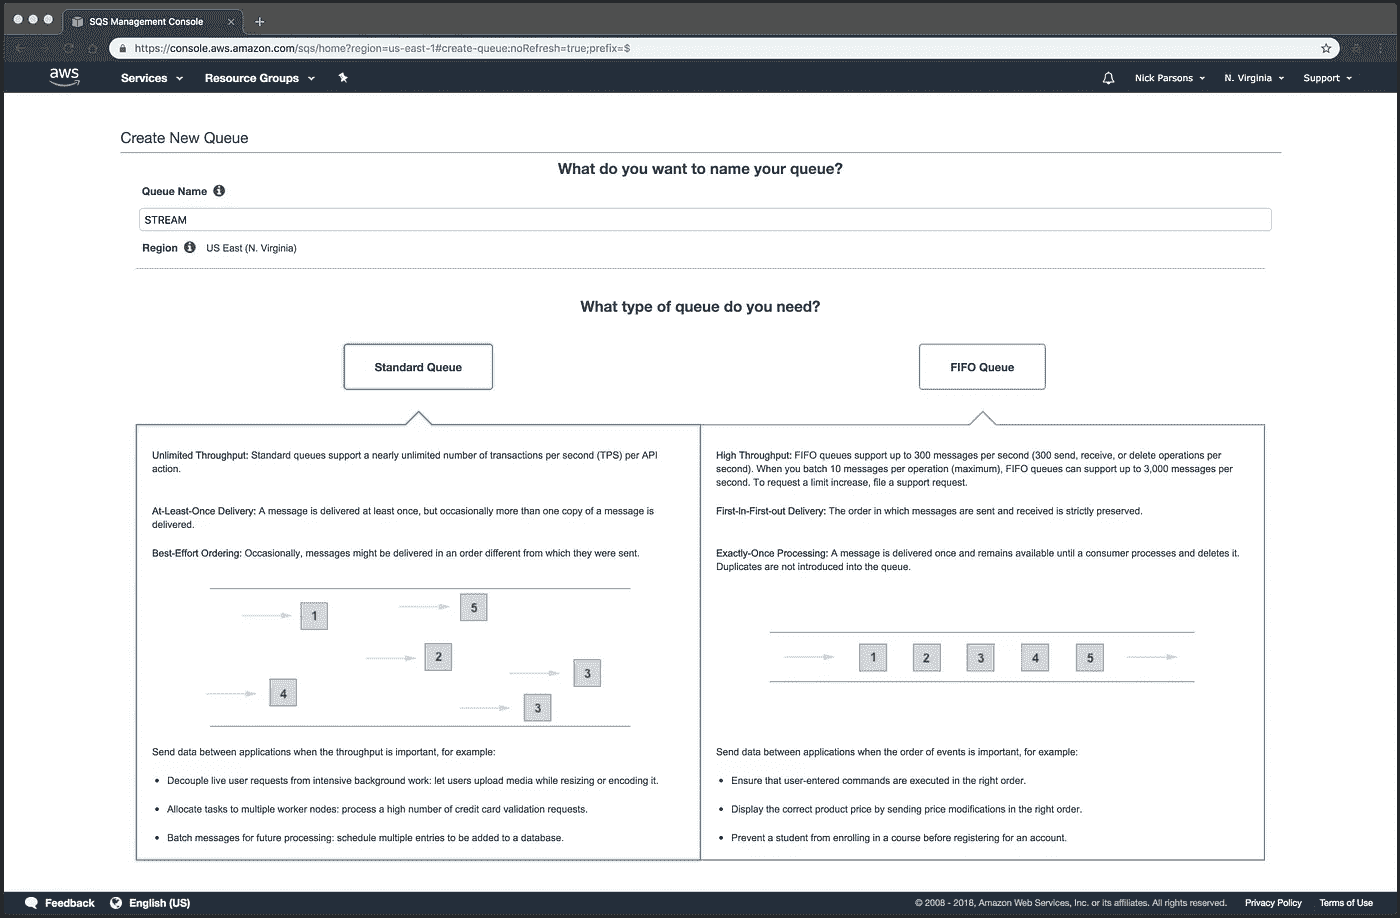 SQS Management Console
https://console.aws.amazon.com/sqs/home?region=us-east-1#create-queue:noRefresh=true;prefix=$
aws Services Resource Groups Nick Parsons N. Virginia Support
Create New Queue
What do you want to name your queue?
Queue Name
STREAM
Region US East (N. Virginia)
What type of queue do you need?
Standard Queue
FIFO Queue
Unlimited Throughput: Standard queues support a nearly unlimited number of transactions per second (TPS) per API
action.
At-Least-Once Delivery: A message is delivered at least once, but occasionally more than one copy of a message is
delivered.
Best-Effort Ordering: Occasionally, messages might be delivered in an order different from which they were sent.
1
5
2
3
4
3
Send data between applications when the throughput is important, for example:
• Decouple live user requests from intensive background work: let users upload media while resizing or encoding it.
• Allocate tasks to multiple worker nodes: process a high number of credit card validation requests.
• Batch messages for future processing: schedule multiple entries to be added to a database.
High Throughput: FIFO queues support up to 300 messages per second (300 send, receive, or delete operations per
second). When you batch 10 messages per operation (maximum), FIFO queues can support up to 3,000 messages per
second. To request a limit increase, file a support request.
First-In-First-out Delivery: The order in which messages are sent and received is strictly preserved.
Exactly-Once Processing: A message is delivered once and remains available until a consumer processes and deletes it.
Duplicates are not introduced into the queue.
1 2 3 4 5
Send data between applications when the order of events is important, for example:
• Ensure that user-entered commands are executed in the right order.
• Display the correct product price by sending price modifications in the right order.
• Prevent a student from enrolling in a course before registering for an account.
Feedback English (US) © 2008 - 2018, Amazon Web Services, Inc. or its affiliates. All rights reserved. Privacy Policy Terms of Use